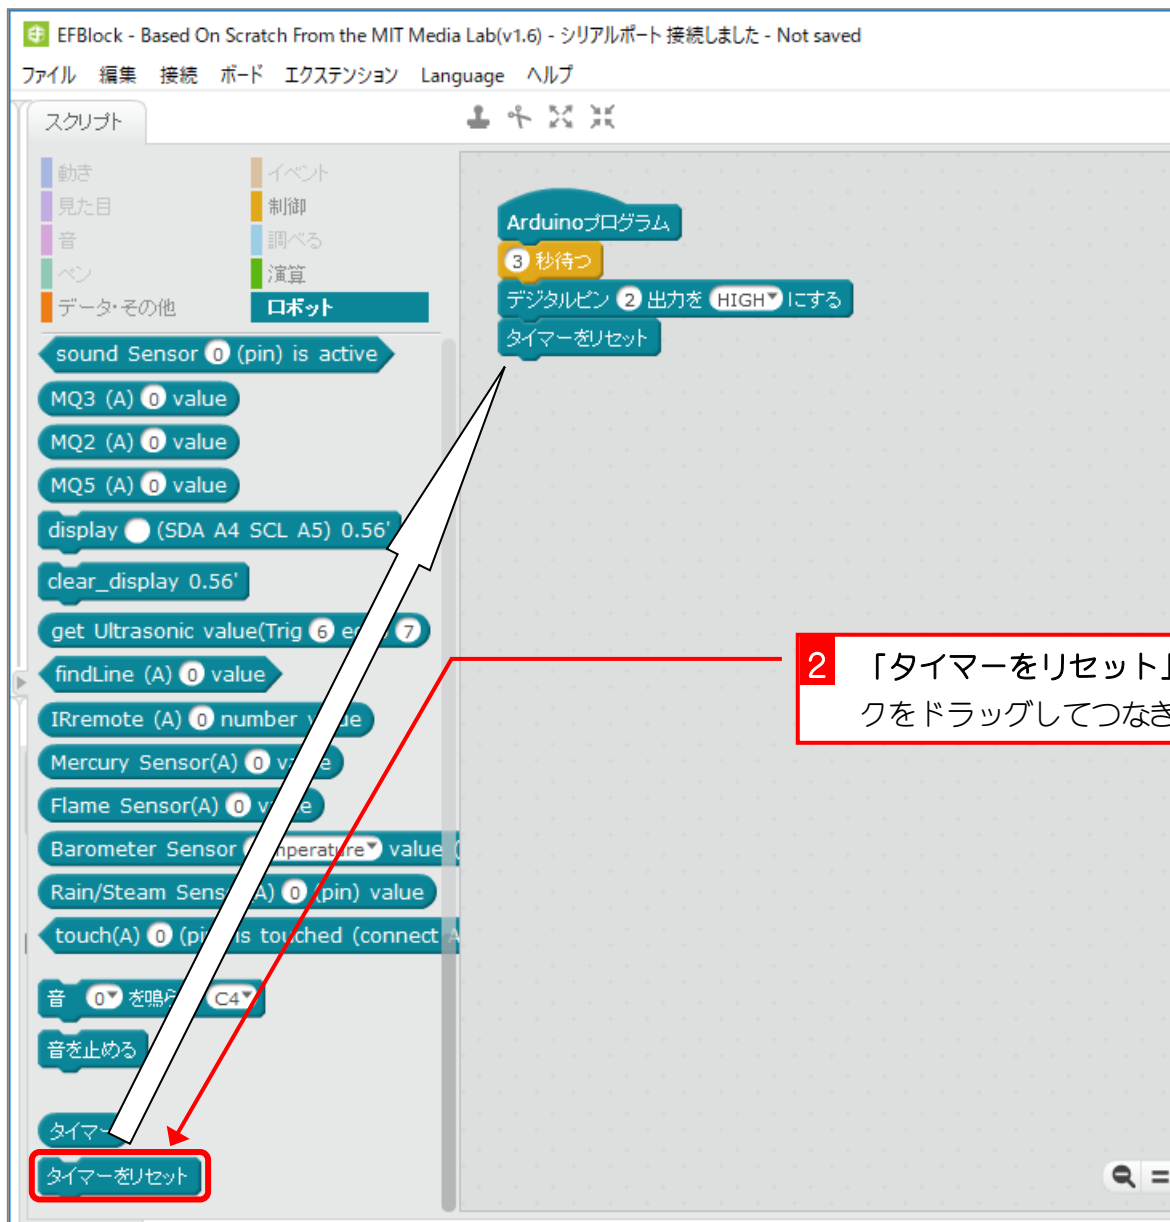 EFBlock - Based On Scratch From the MIT Media Lab(v1.6) - シリアルポート 接続しました - Not saved
ファイル 編集 接続 ボード エクステンション Language ヘルプ
スクリプト
動き イベント
見た目 制御
音 調べる
ペン 演算
データ・その他 ロボット
sound Sensor 0 (pin) is active
MQ3 (A) 0 value
MQ2 (A) 0 value
MQ5 (A) 0 value
display (SDA A4 SCL A5) 0.56'
clear_display 0.56'
get Ultrasonic value(Trig 6 7
findLine (A) 0 value
IRremote (A) 0 number
Mercury Sensor(A) 0
Flame Sensor(A) 0
Barometer Sensor value
Rain/Steam 0 (pin) value
touch(A) 0 is touched (connect
音 0 を鳴ら C4
音を止める
タイマー
タイマーをリセット
Arduinoプログラム
3 秒待つ
デジタルピン 2 出力を HIGH にする
タイマーをリセット
2 「タイマーをリセット」
クをドラッグしてつなぎ